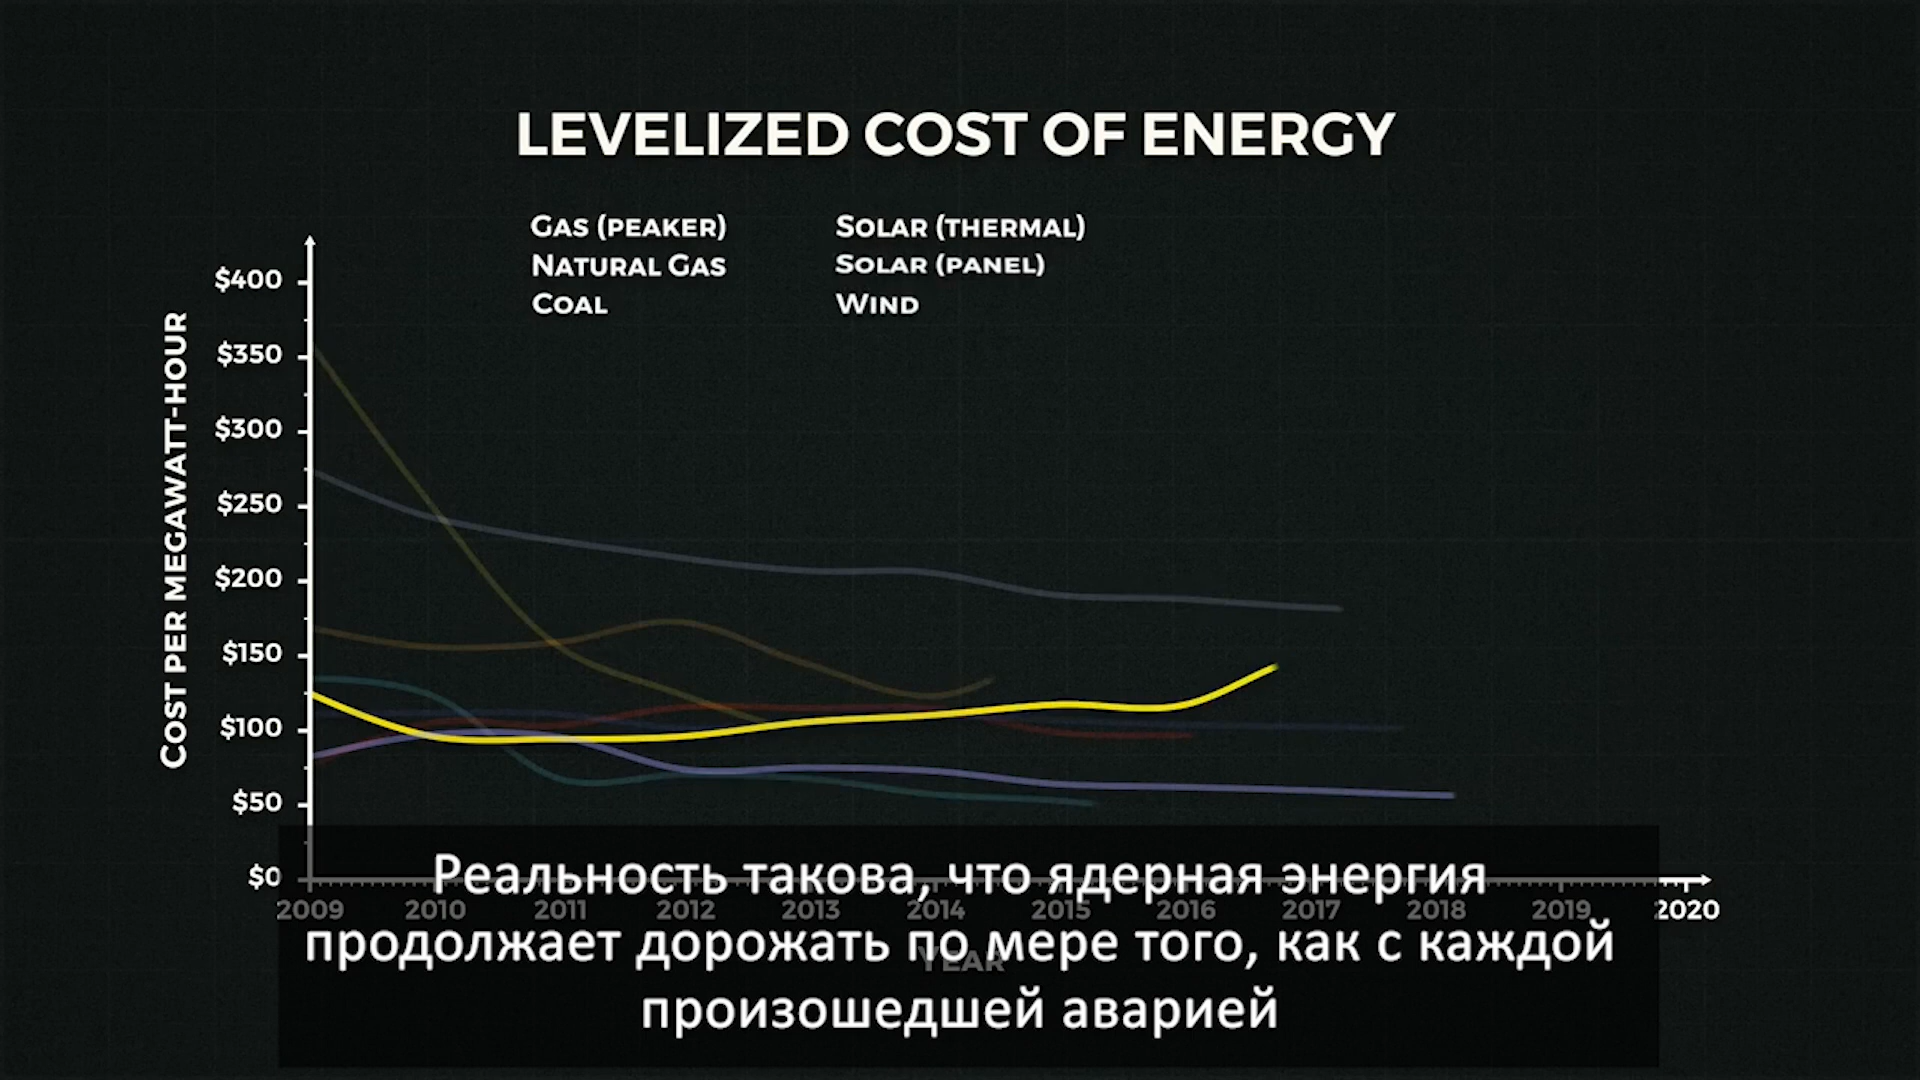 LEVELIZED COST OF ENERGY
GAS (PEAKER)
NATURAL GAS
COAL
SOLAR (THERMAL)
SOLAR (PANEL)
WIND
COST PER MEGAWATT-HOUR
$400
$350
$300
$250
$200
$150
$100
$50
$0
2009 2010 2011 2012 2013 2014 2015 2016 2017 2018 2019 2020
YEAR
Реальность такова, что ядерная энергия
продолжает дорожать по мере того, как с каждой
произошедшей аварией